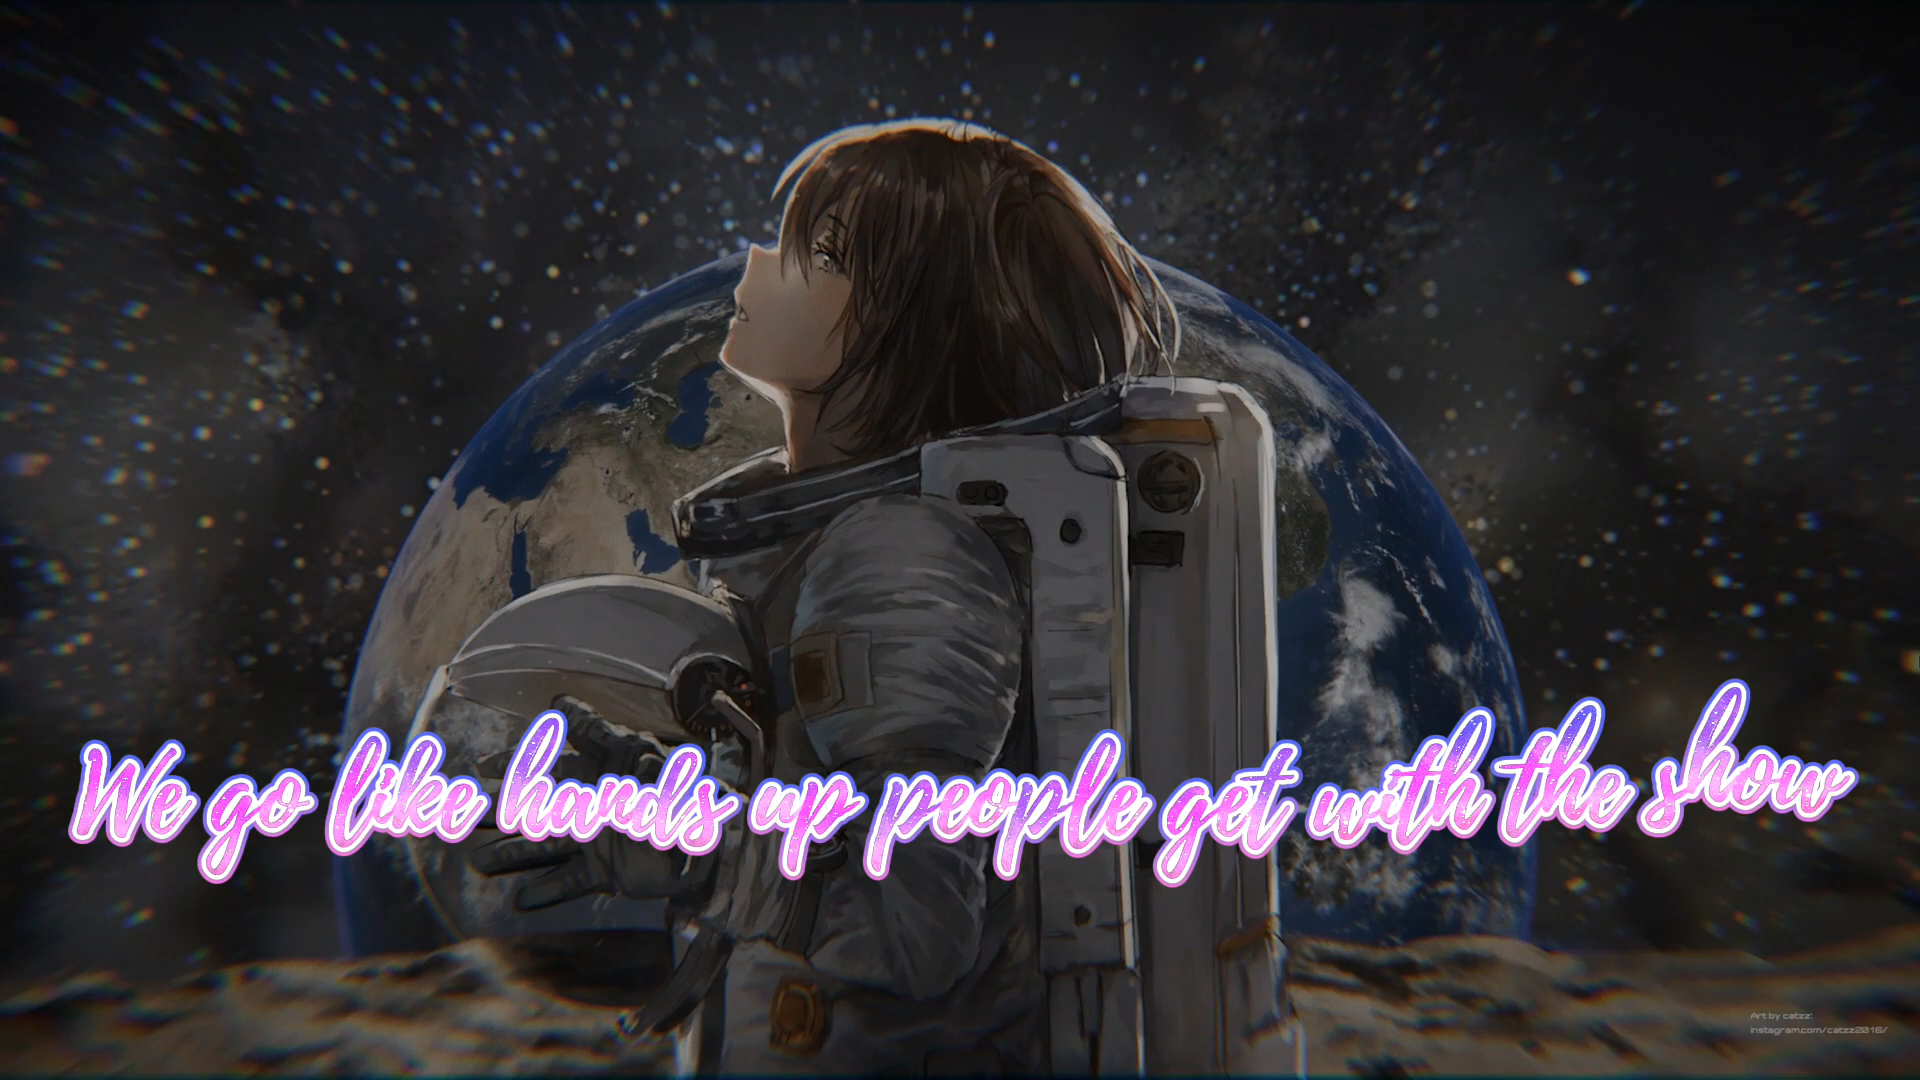 We go like hands up people get with the show
Art by catzz:
instagram.com/catzz2016/